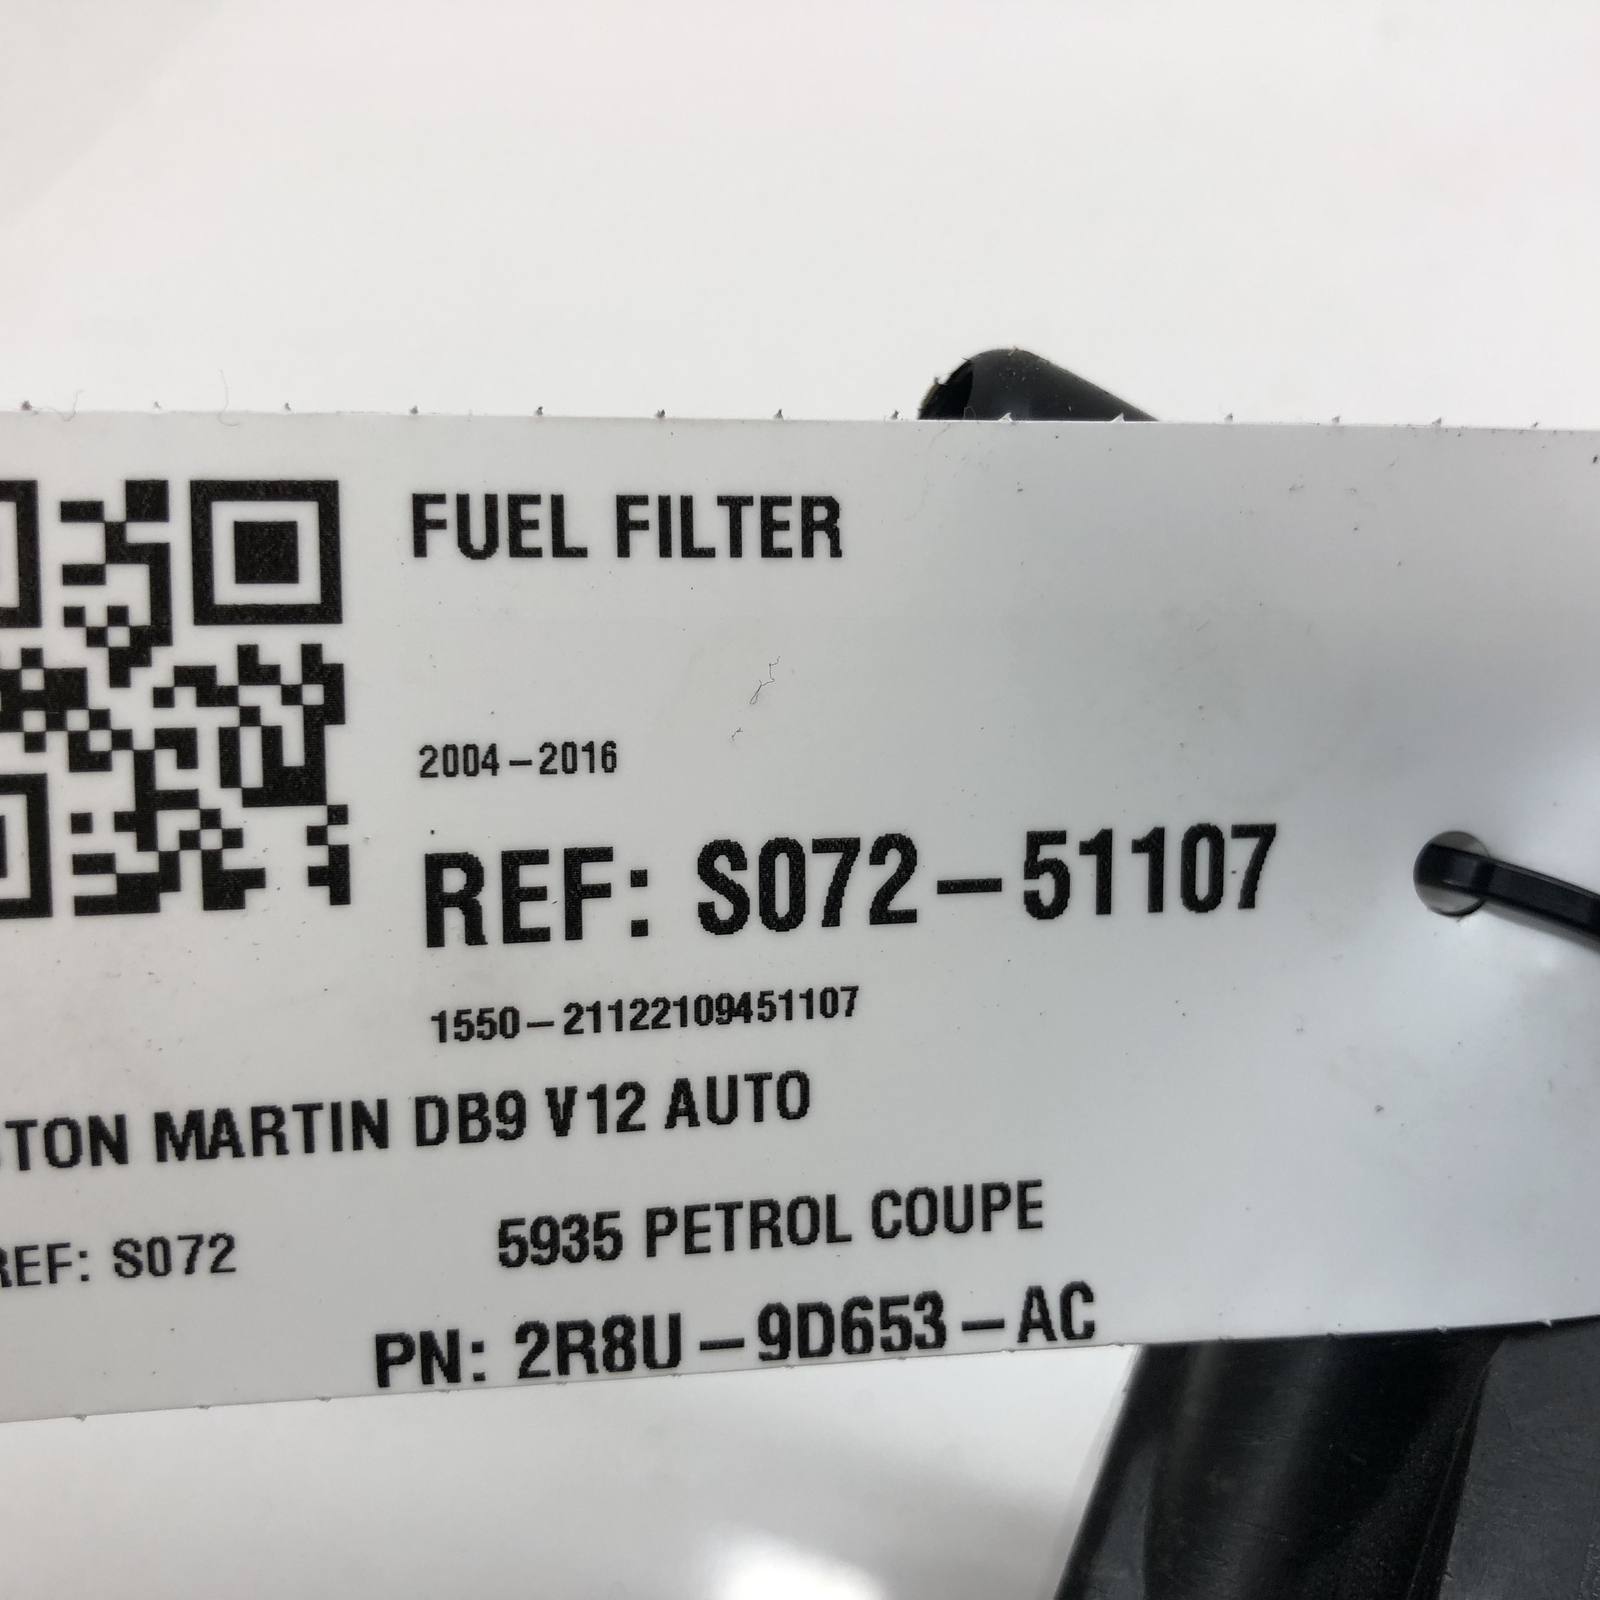 FUEL FILTER
2004-2016
REF: S072-51107
1550-21122109451107
STON MARTIN DB9 V12 AUTO
REF: S072
5935 PETROL COUPE
PN: 2R8U-9D653-AC